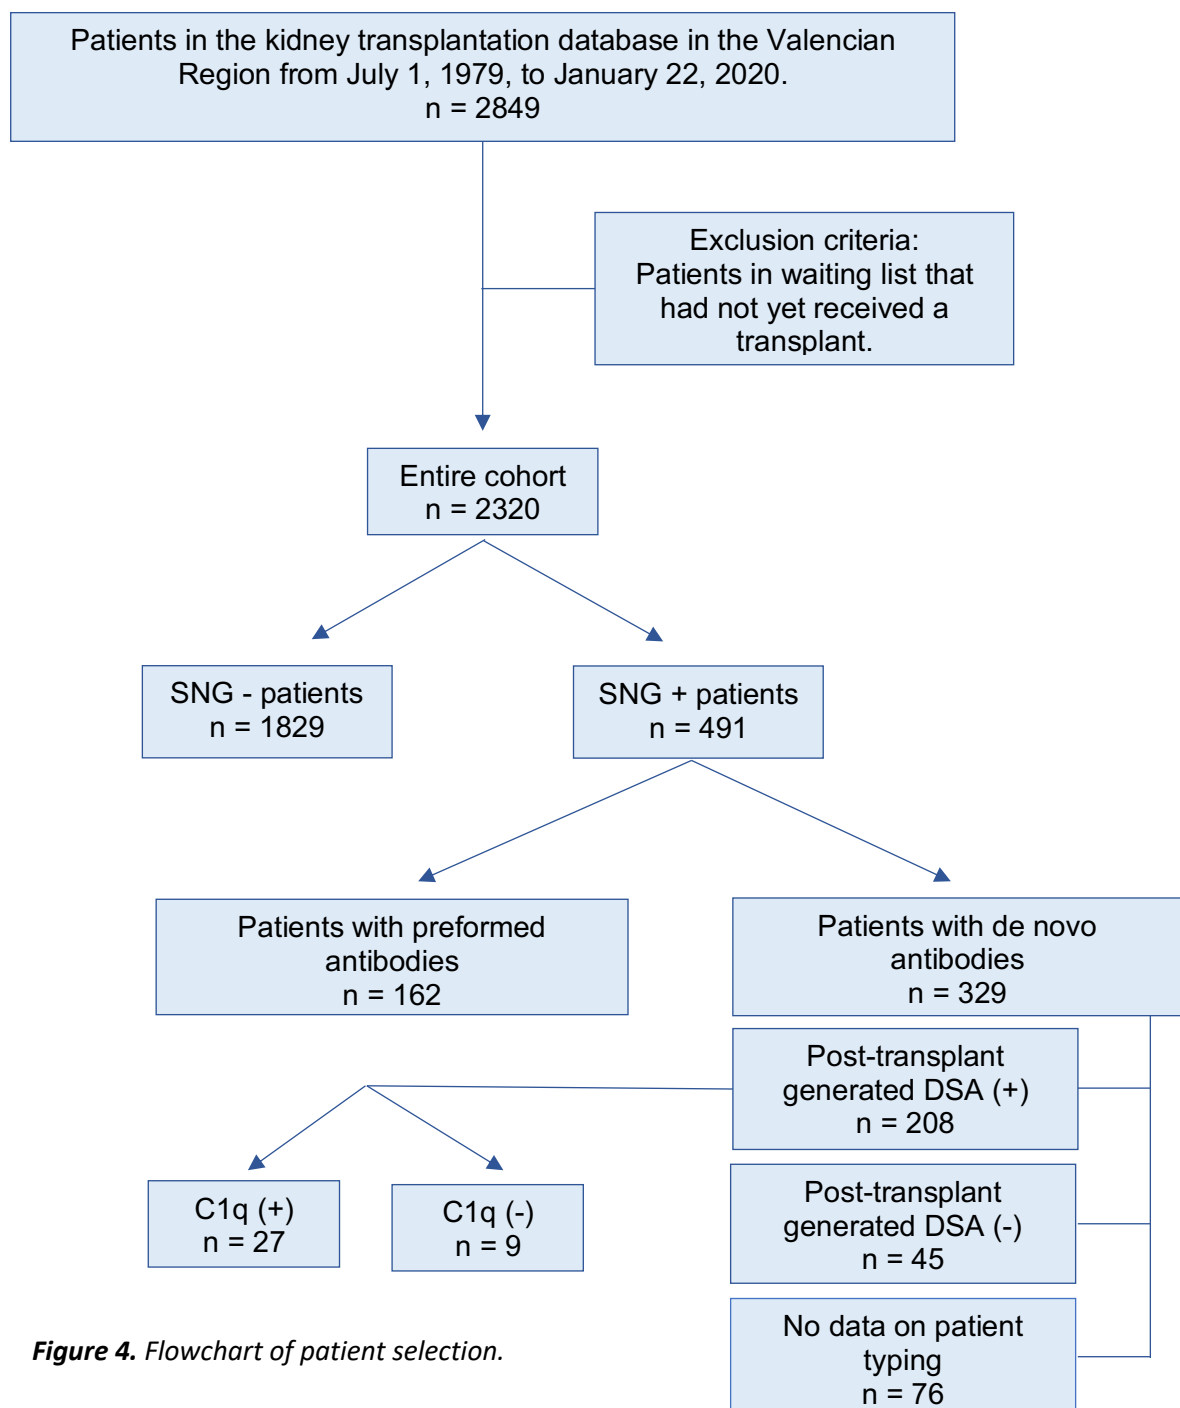 Patients in the kidney transplantation database in the Valencian
Region from July 1, 1979, to January 22, 2020.
n = 2849
Exclusion criteria:
Patients in waiting list that
had not yet received a
transplant.
Entire cohort
n = 2320
SNG - patients
n = 1829
SNG + patients
n = 491
Patients with preformed
antibodies
n = 162
Patients with de novo
antibodies
n = 329
Post-transplant
generated DSA (+)
n = 208
C1q (+)
n = 27
C1q (-)
n = 9
Post-transplant
generated DSA (-)
n = 45
No data on patient
typing
n = 76
Figure 4. Flowchart of patient selection.